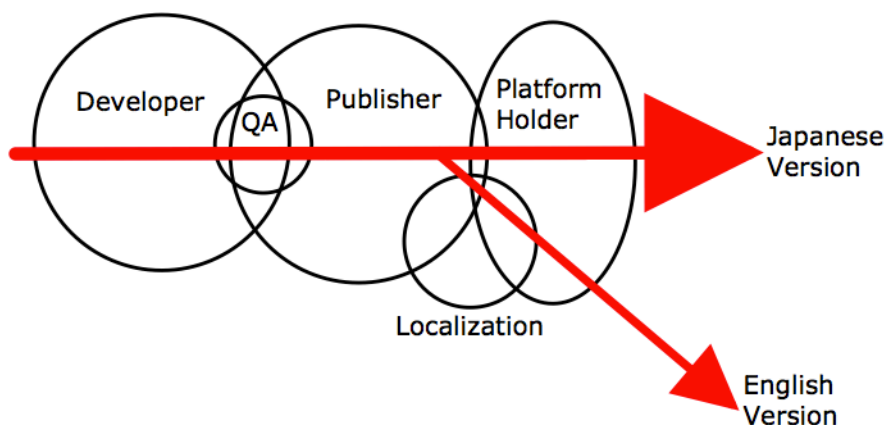 Developer
QA
Publisher
Platform
Holder
Japanese
Version
Localization
English
Version